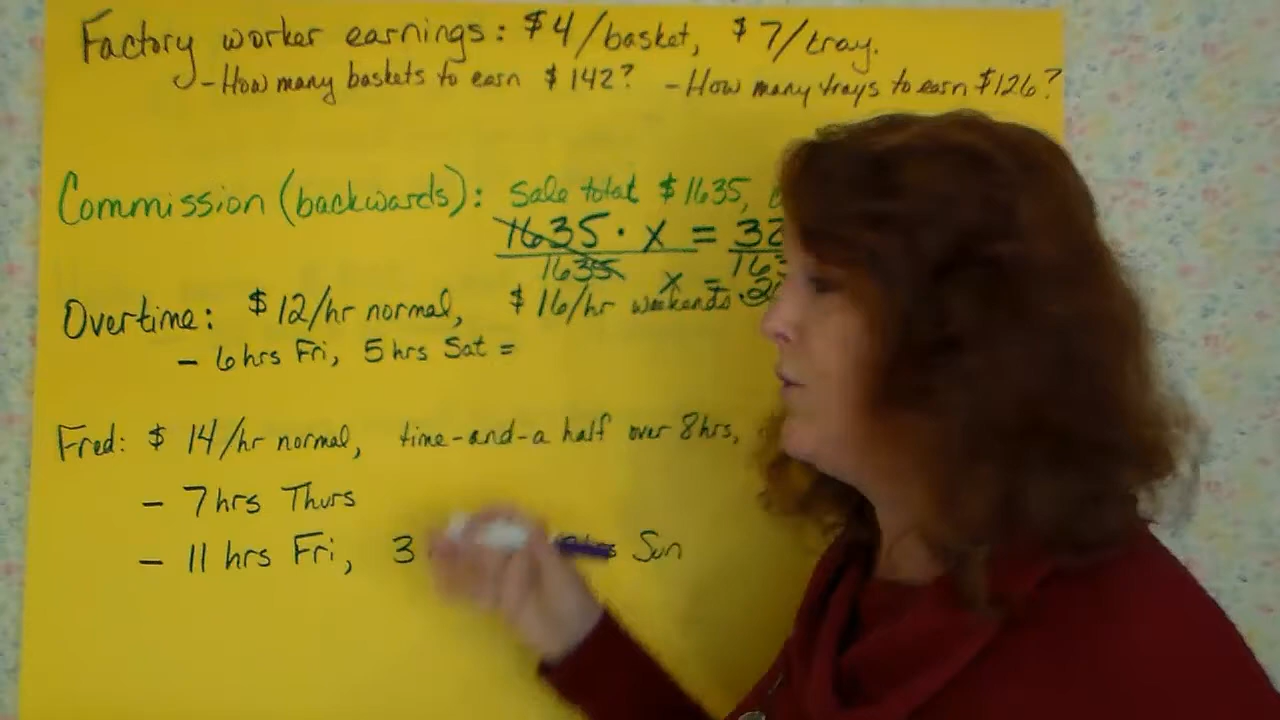 Factory worker earnings: $4/basket, $7/tray.
-How many baskets to earn $142? -How many trays to earn $126?
Commission (backwards): Sale total $1635,
1635 · x = 32
1635
x =
Overtime: $12/hr normal, $16/hr weekends
- 6 hrs Fri, 5 hrs Sat =
Fred: $14/hr normal, time-and-a half over 8hrs,
- 7 hrs Thurs
- 11 hrs Fri, 3 Sun